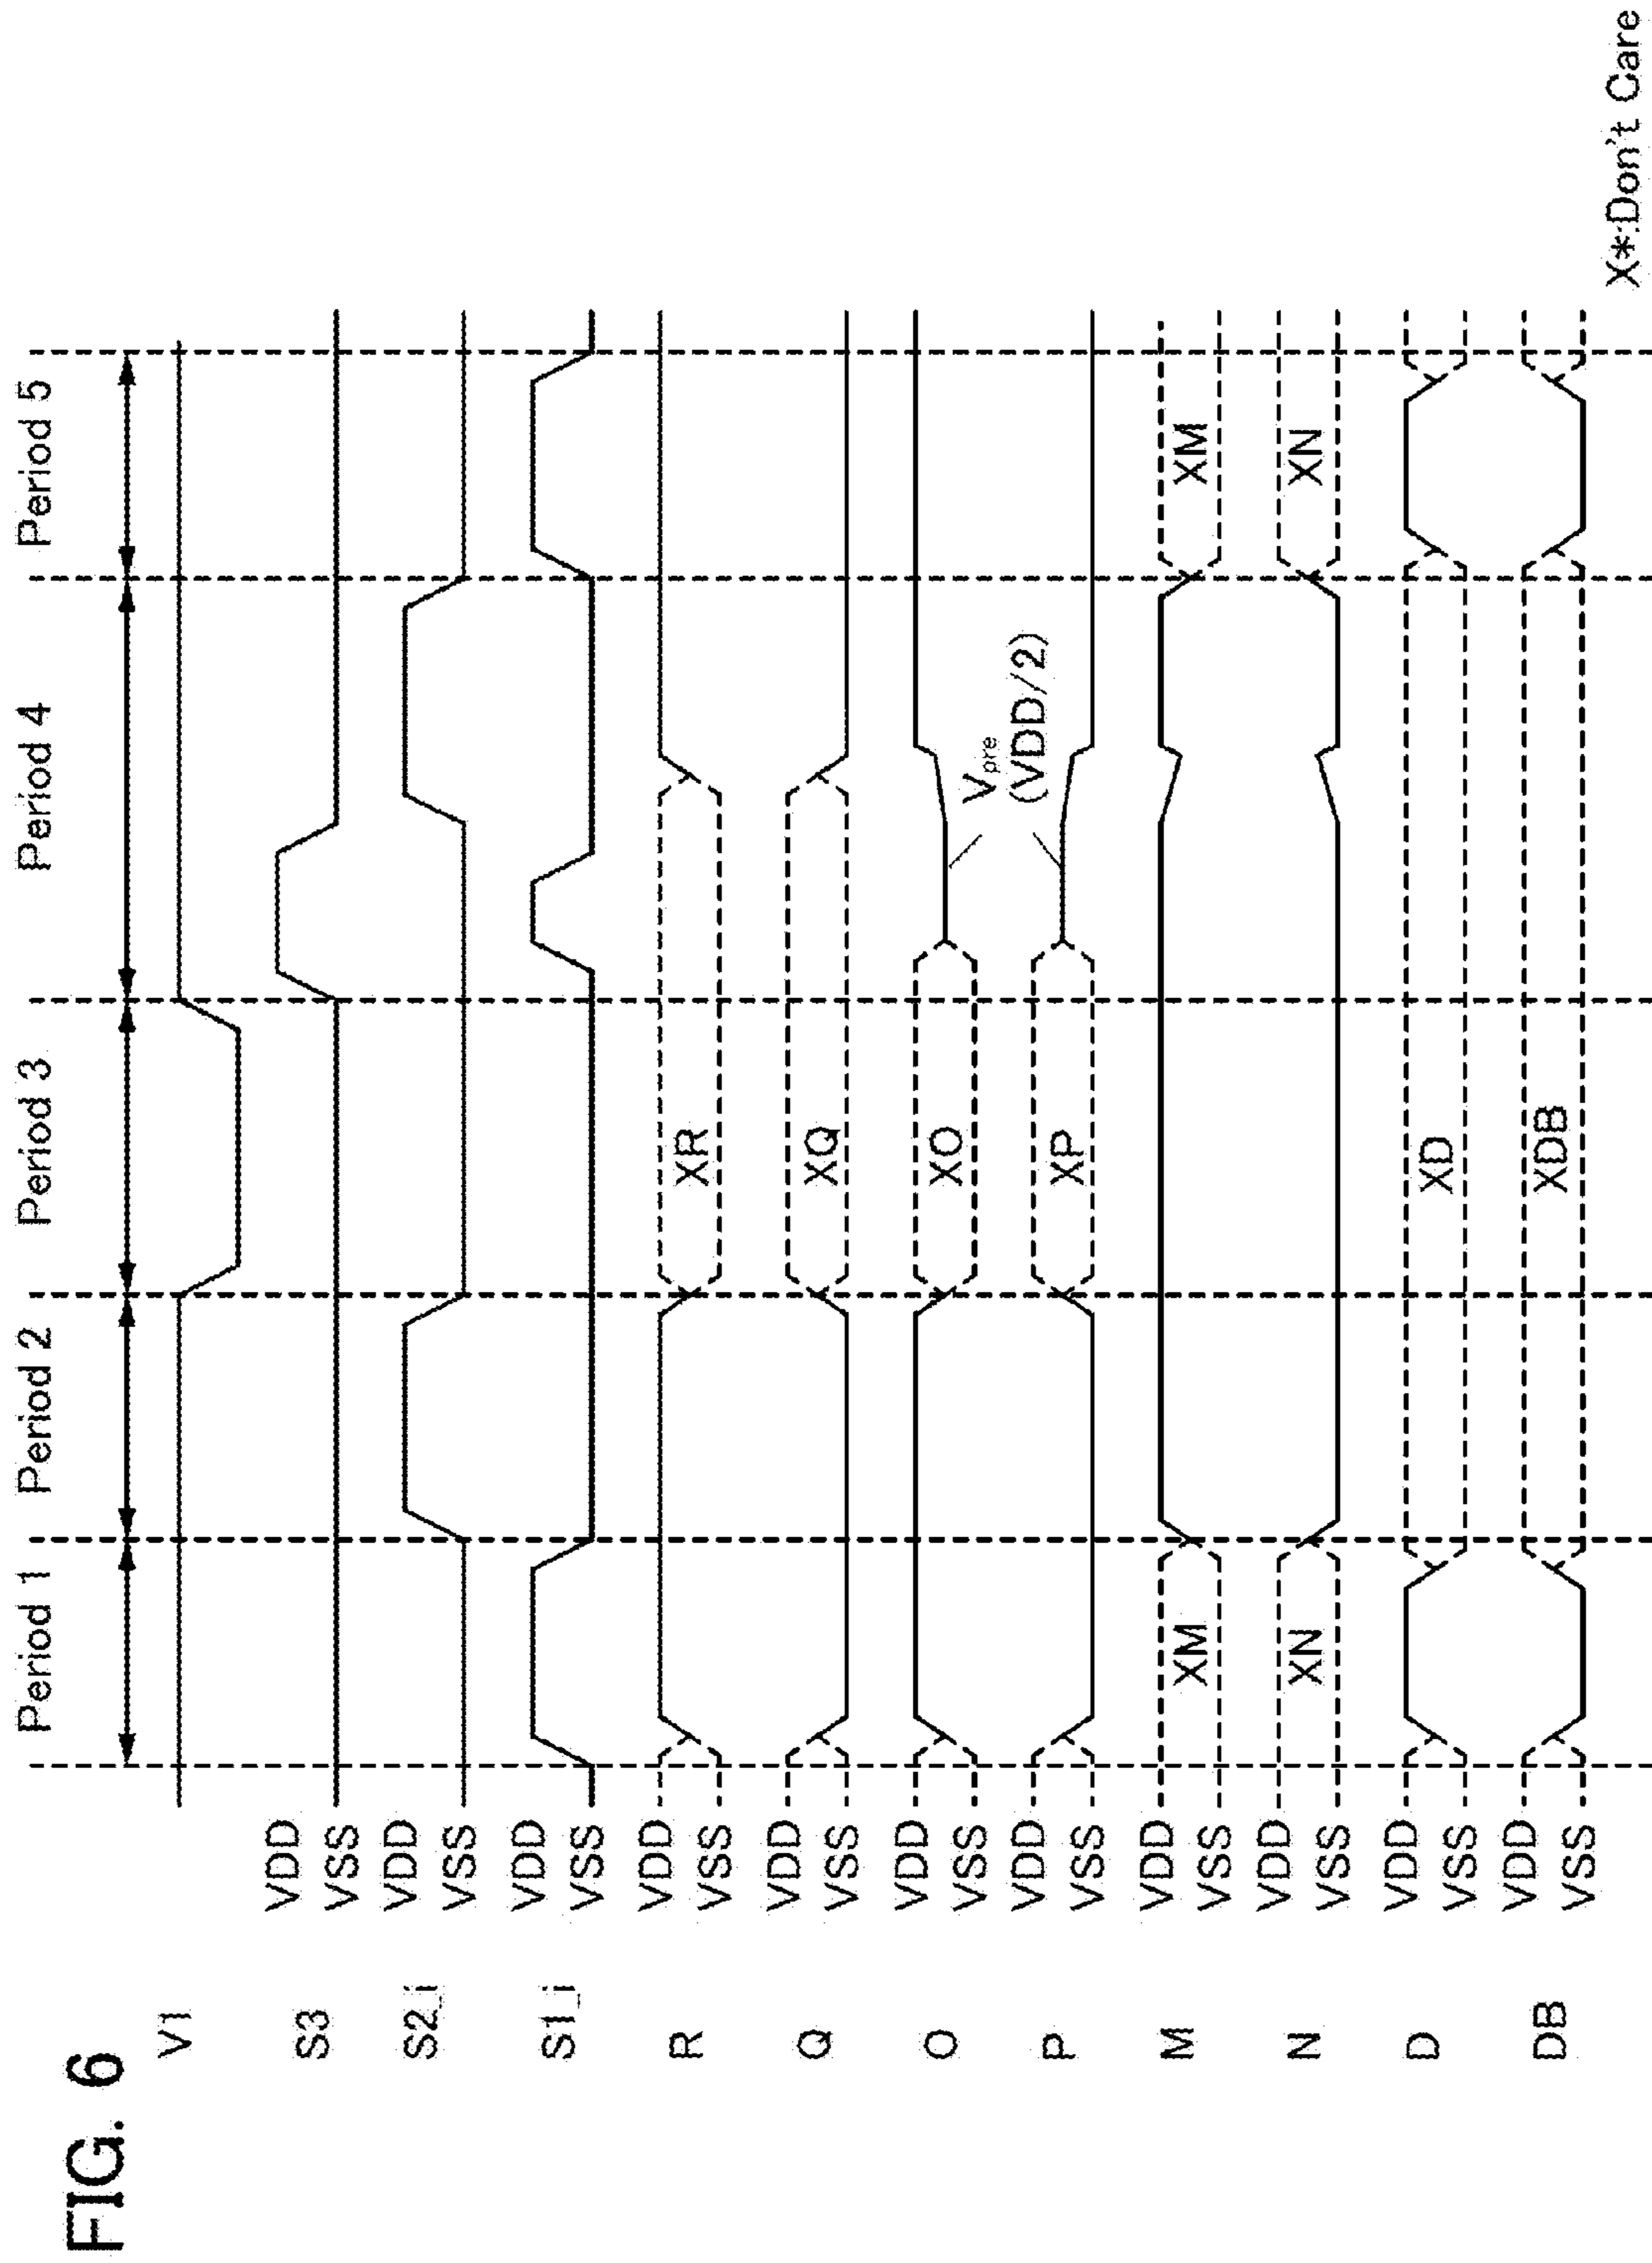 FIG. 6
Period 1 Period 2 Period 3 Period 4 Period 5
V1
S3 VDD
VSS
S2_i VDD
VSS
S1_j VDD
VSS
R VDD XR
VSS
Q VDD XQ
VSS
O VDD XO
VSS
Vpre
(VDD/2)
P VDD XP
VSS
M VDD XM XM
VSS
N VDD XN XN
VSS
D VDD XD
VSS
DB VDD XDB
VSS
X*:Don't Care